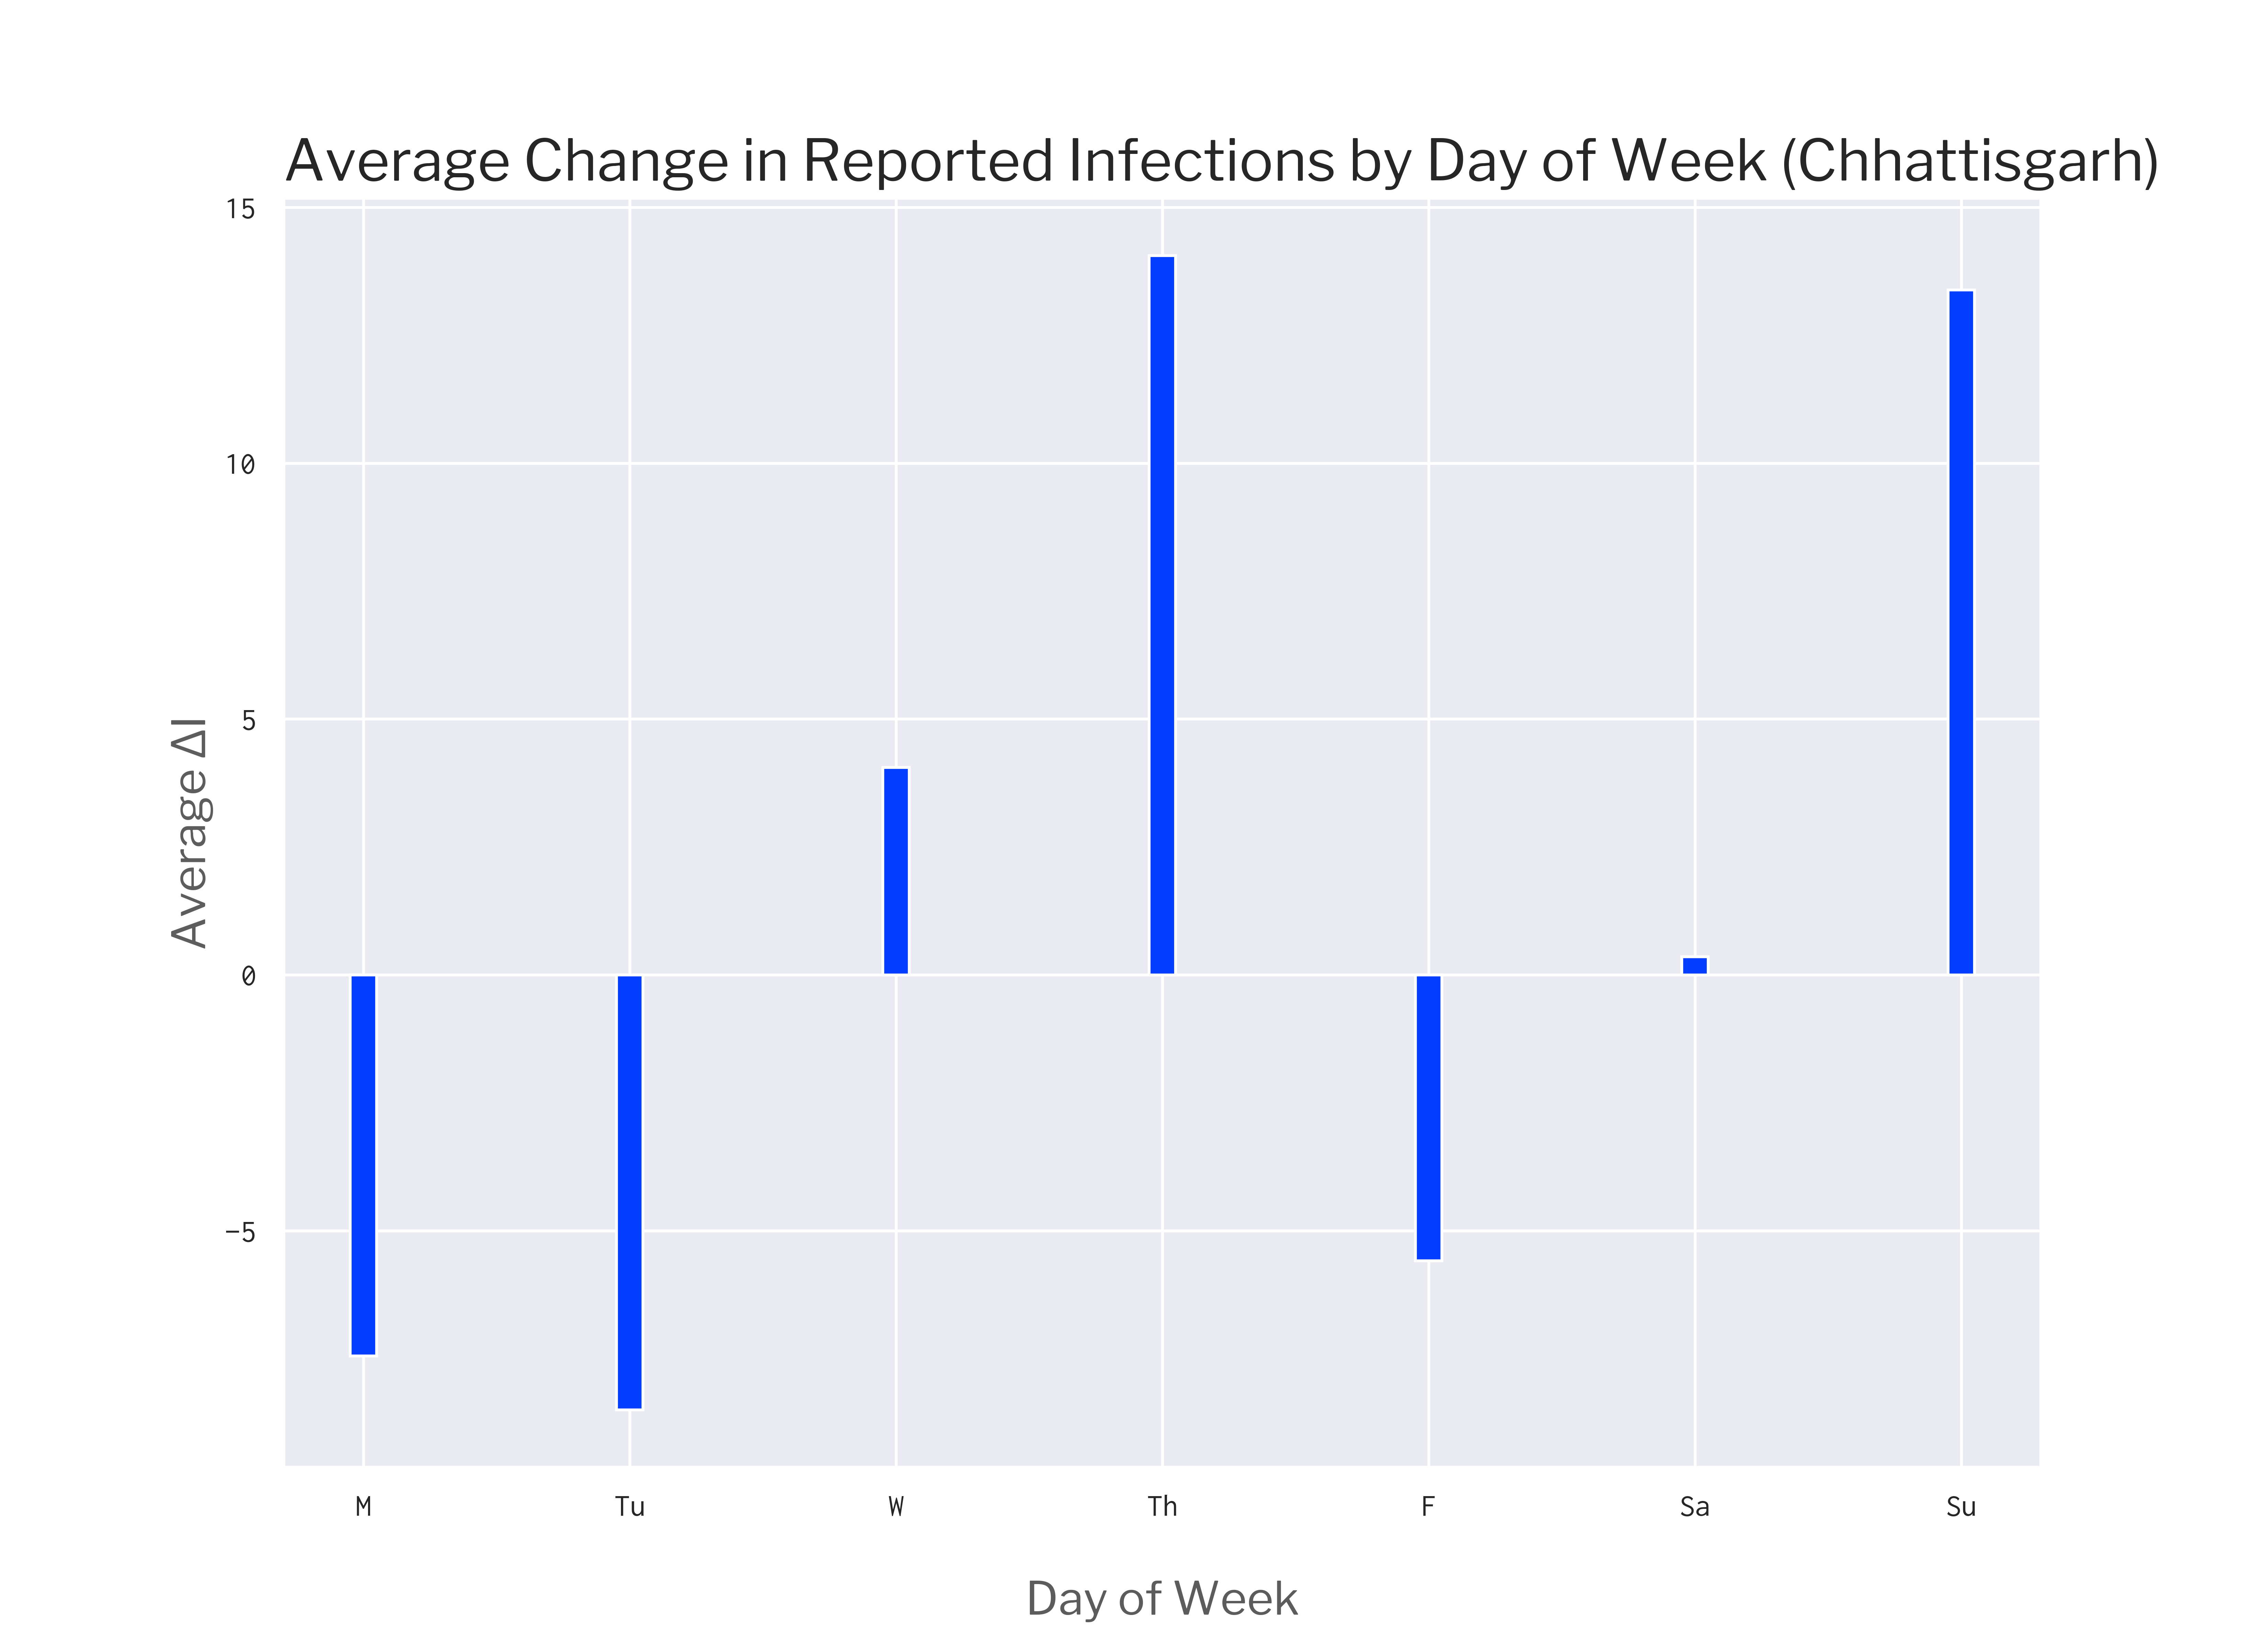 Average Change in Reported Infections by Day of Week (Chhattisgarh)
15
10
5
0
−5
Average ΔI
M Tu W Th F Sa Su
Day of Week